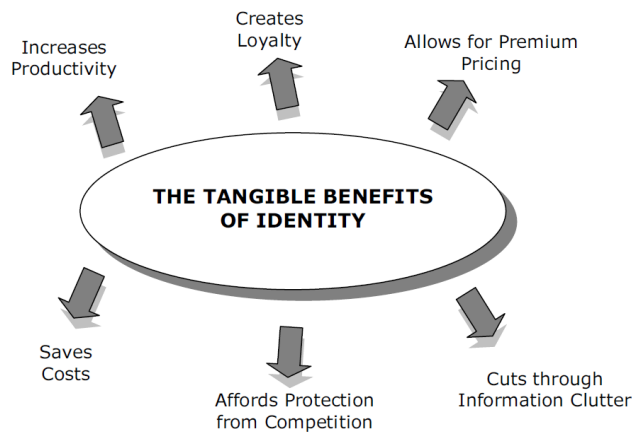 Creates
Loyalty
Increases
Productivity
Allows for Premium
Pricing
THE TANGIBLE BENEFITS
OF IDENTITY
Saves
Costs
Affords Protection
from Competition
Cuts through
Information Clutter